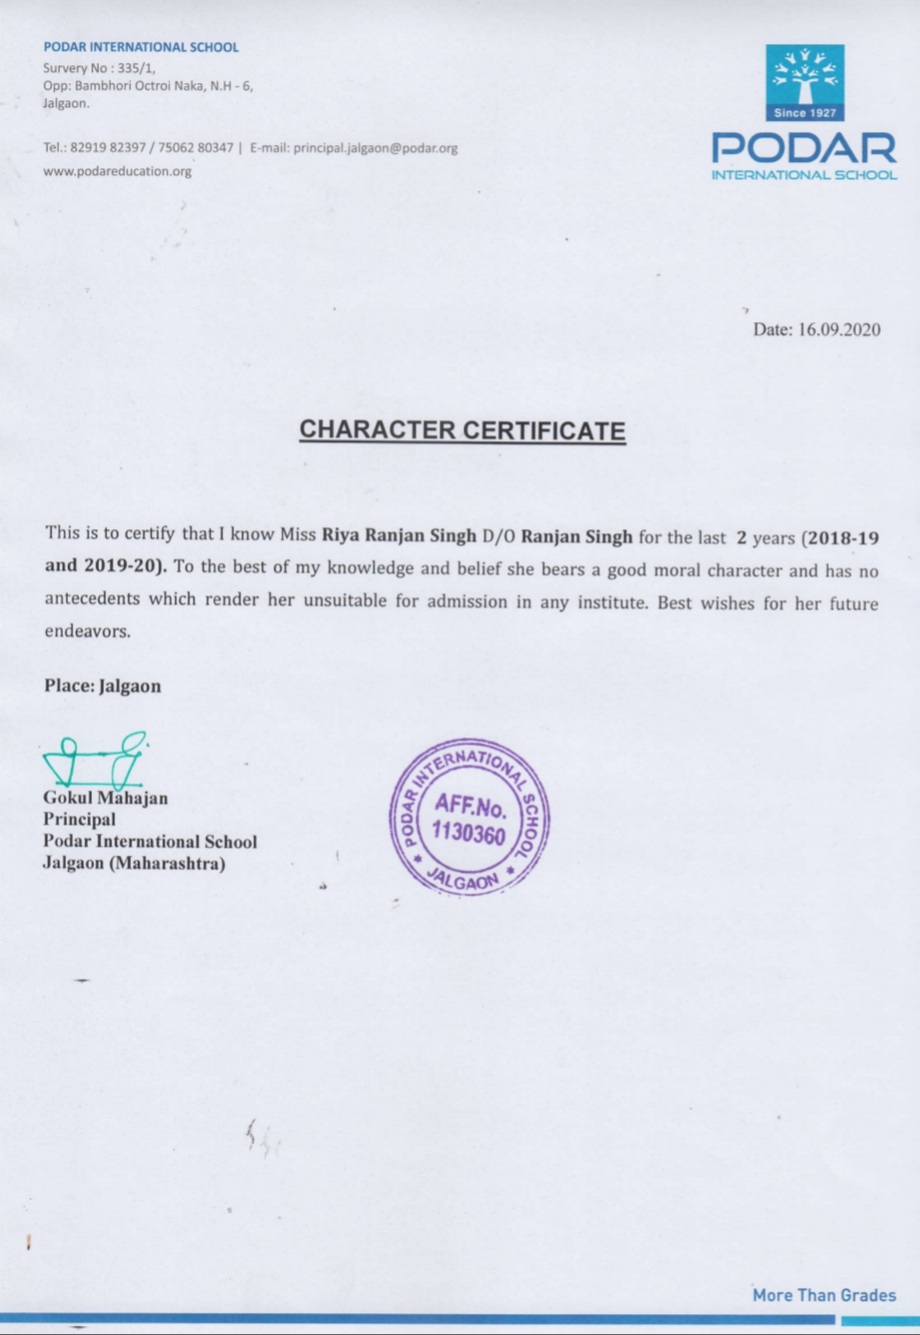 PODAR INTERNATIONAL SCHOOL
Survery No : 335/1,
Opp: Bambhori Octroi Naka, N.H - 6,
Jalgaon.
Tel.: 82919 82397 / 75062 80347 | E-mail: principal.jalgaon@podar.org
www.podareducation.org
Since 1927
PODAR
INTERNATIONAL SCHOOL
Date: 16.09.2020
CHARACTER CERTIFICATE
This is to certify that I know Miss Riya Ranjan Singh D/O Ranjan Singh for the last 2 years (2018-19
and 2019-20). To the best of my knowledge and belief she bears a good moral character and has no
antecedents which render her unsuitable for admission in any institute. Best wishes for her future
endeavors.
Place: Jalgaon
Gokul Mahajan
Principal
Podar International School
Jalgaon (Maharashtra)
PODAR INTERNATIONAL SCHOOL
AFF.No.
1130360
* JALGAON *
More Than Grades